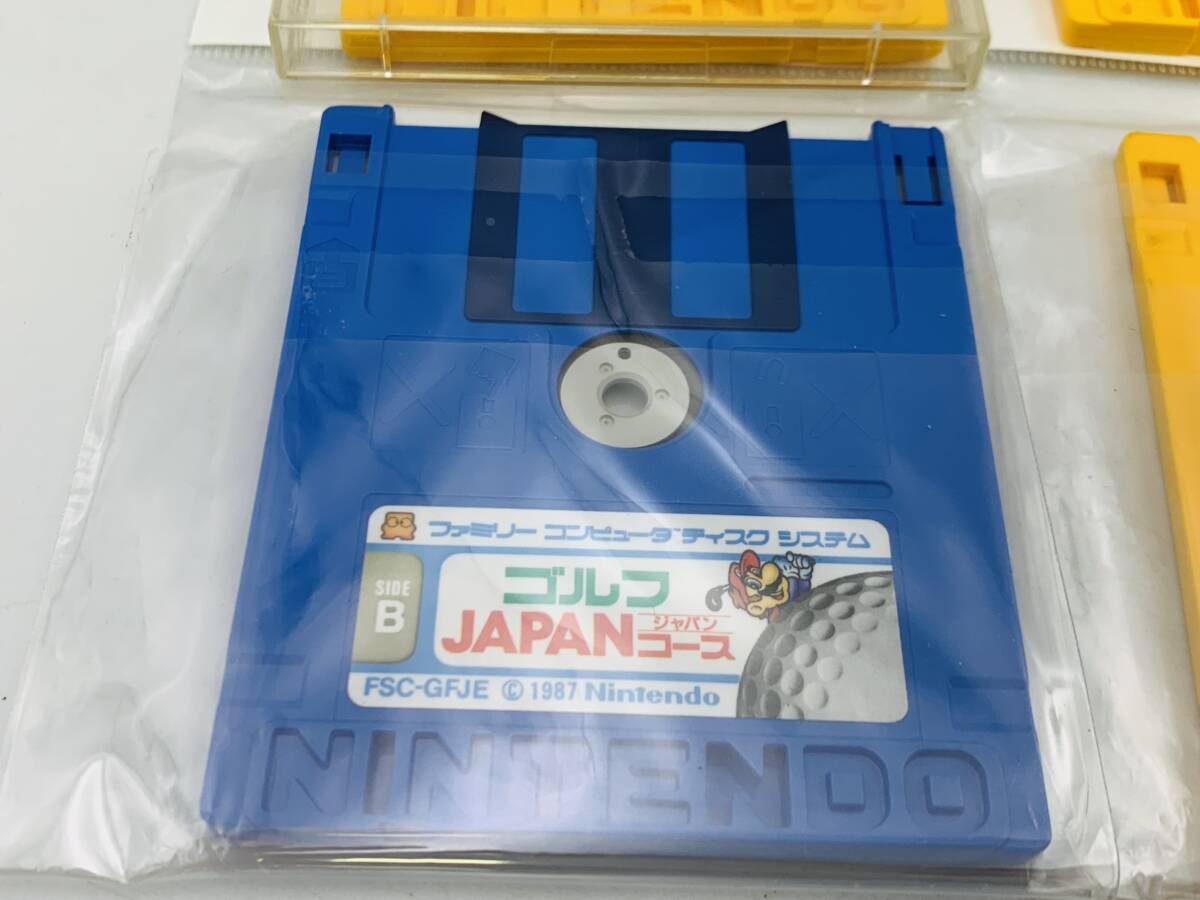 NINTENDO
ファミリー コンピュータ ディスク システム
SIDE
B
ゴルフ
JAPAN
ジャパン
コース
FSC-GFJE © 1987 Nintendo
NINTENDO